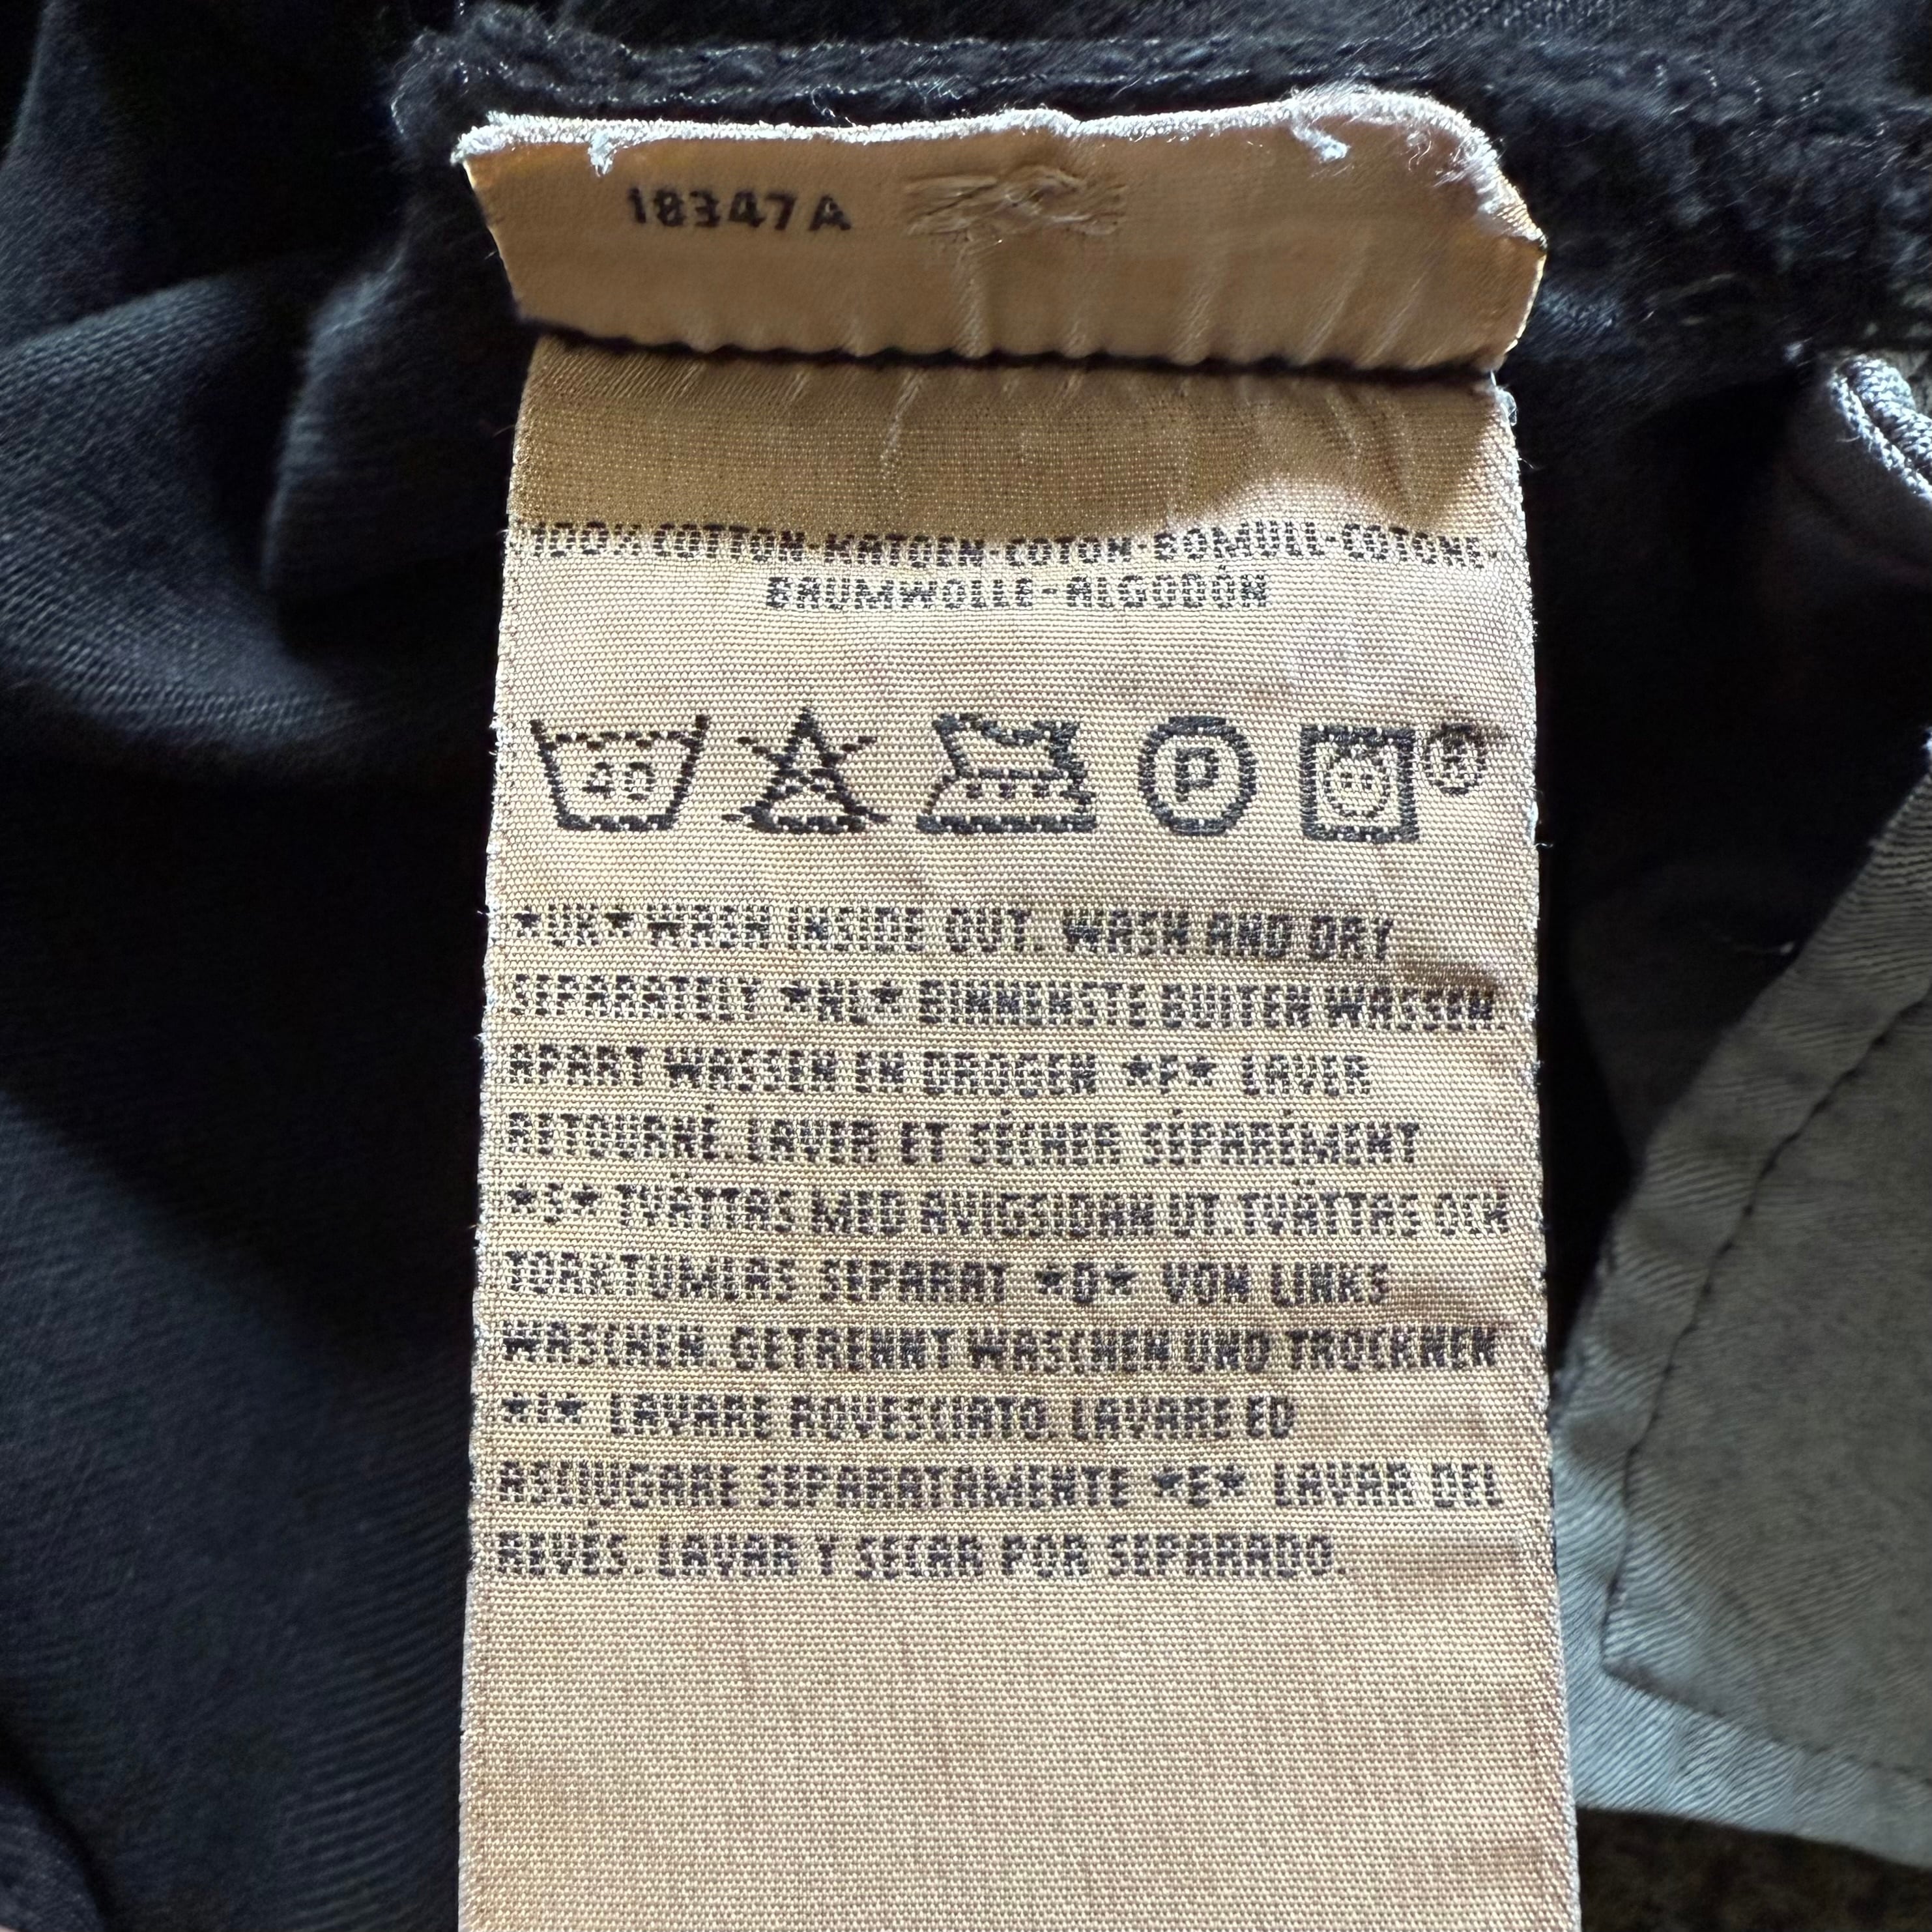 18347A
100% COTTON-KATOEN-COTON-BOMULL-COTONE-
BAUMWOLLE-ALGODÓN
40 P ®
*UK* WASH INSIDE OUT. WASH AND DRY
SEPARATELY *NL* BINNENSTE BUITEN WASSEN.
APART WASSEN EN DROGEN *F* LAVER
RETOURNÉ. LAVER ET SÉCHER SÉPARÉMENT
*S* TVÄTTAS MED AVIGSIDAN UT. TVÄTTAS OCH
TORKTUMLAS SEPARAT *D* VON LINKS
WASCHEN. GETRENNT WASCHEN UND TROCKNEN
*I* LAVARE ROVESCIATO. LAVARE ED
ASCIUGARE SEPARATAMENTE *E* LAVAR DEL
REVÉS. LAVAR Y SECAR POR SEPARADO.